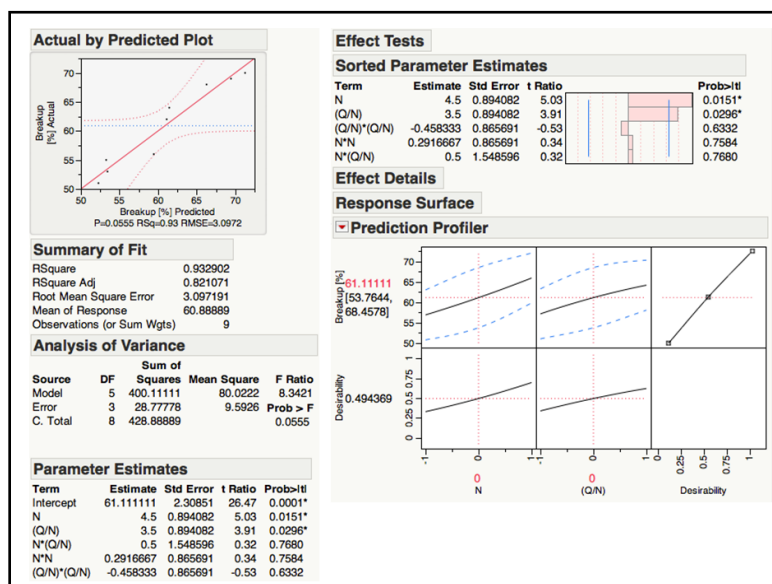 Actual by Predicted Plot
70
65
60
55
50
Breakup
[%] Actual
50 55 60 65 70
Breakup [%] Predicted
P=0.0555 RSq=0.93 RMSE=3.0972
Summary of Fit
RSquare 0.932902
RSquare Adj 0.821071
Root Mean Square Error 3.097191
Mean of Response 60.88889
Observations (or Sum Wgts) 9
Analysis of Variance
Sum of
Source DF Squares Mean Square F Ratio
Model 5 400.11111 80.0222 8.3421
Error 3 28.77778 9.5926 Prob > F
C. Total 8 428.88889 0.0555
Parameter Estimates
Term Estimate Std Error t Ratio Prob>|t|
Intercept 61.111111 2.30851 26.47 0.0001*
N 4.5 0.894082 5.03 0.0151*
(Q/N) 3.5 0.894082 3.91 0.0296*
N*(Q/N) 0.5 1.548596 0.32 0.7680
N*N 0.2916667 0.865691 0.34 0.7584
(Q/N)*(Q/N) -0.458333 0.865691 -0.53 0.6332
Effect Tests
Sorted Parameter Estimates
Term Estimate Std Error t Ratio Prob>|t|
N 4.5 0.894082 5.03 0.0151*
(Q/N) 3.5 0.894082 3.91 0.0296*
(Q/N)*(Q/N) -0.458333 0.865691 -0.53 0.6332
N*N 0.2916667 0.865691 0.34 0.7584
N*(Q/N) 0.5 1.548596 0.32 0.7680
Effect Details
Response Surface
Prediction Profiler
Breakup [%]
61.11111
[53.7644,
68.4578]
70
65
60
55
50
Desirability
0.494369
1
0.75
0.5
0.25
0
-1 0 1 -1 0 1 0 0.25 0.5 0.75 1
0 0
N (Q/N) Desirability